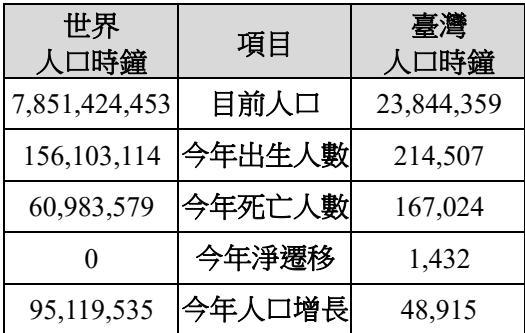 世界
人口時鐘
項目
臺灣
人口時鐘
7,851,424,453 目前人口 23,844,359
156,103,114 今年出生人數 214,507
60,983,579 今年死亡人數 167,024
0 今年淨遷移 1,432
95,119,535 今年人口增長 48,915